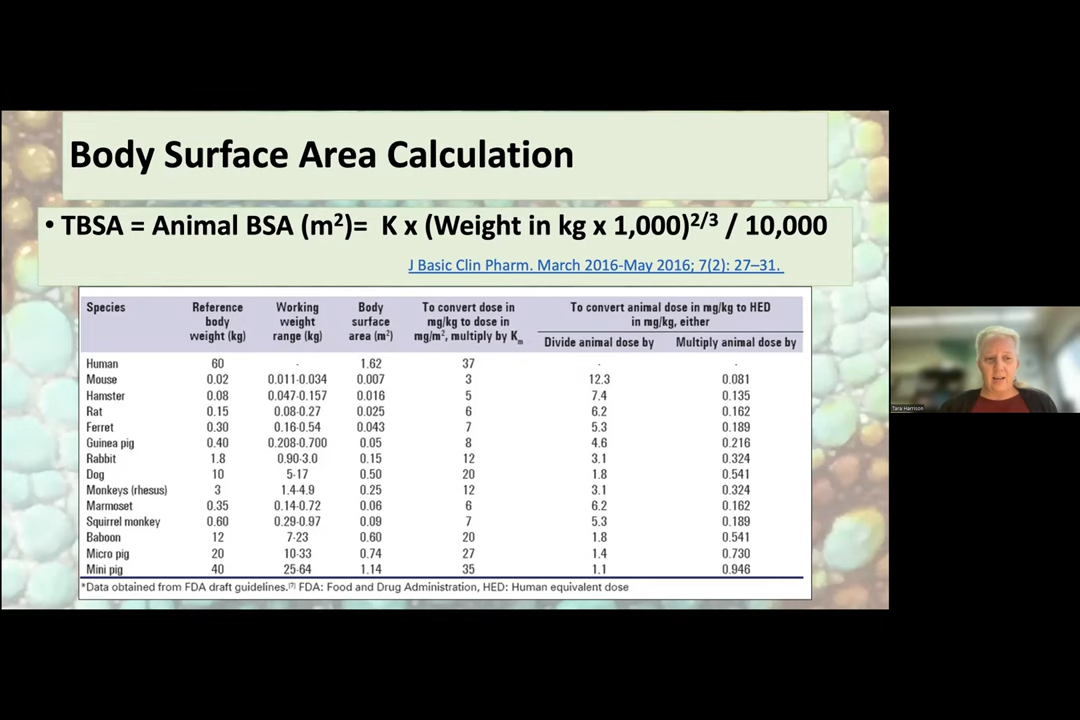 Body Surface Area Calculation
• TBSA = Animal BSA (m²)= K x (Weight in kg x 1,000)²/³ / 10,000
J Basic Clin Pharm. March 2016-May 2016; 7(2): 27–31.
Species Reference body weight (kg) Working weight range (kg) Body surface area (m²) To convert dose in mg/kg to dose in mg/m², multiply by Kₘ To convert animal dose in mg/kg to HED in mg/kg, either
Divide animal dose by Multiply animal dose by
Human 60 - 1.62 37 - -
Mouse 0.02 0.011-0.034 0.007 3 12.3 0.081
Hamster 0.08 0.047-0.157 0.016 5 7.4 0.135
Rat 0.15 0.08-0.27 0.025 6 6.2 0.162
Ferret 0.30 0.16-0.54 0.043 7 5.3 0.189
Guinea pig 0.40 0.208-0.700 0.05 8 4.6 0.216
Rabbit 1.8 0.90-3.0 0.15 12 3.1 0.324
Dog 10 5-17 0.50 20 1.8 0.541
Monkeys (rhesus) 3 1.4-4.9 0.25 12 3.1 0.324
Marmoset 0.35 0.14-0.72 0.06 6 6.2 0.162
Squirrel monkey 0.60 0.29-0.97 0.09 7 5.3 0.189
Baboon 12 7-23 0.60 20 1.8 0.541
Micro pig 20 10-33 0.74 27 1.4 0.730
Mini pig 40 25-64 1.14 35 1.1 0.946
*Data obtained from FDA draft guidelines.⁽⁷⁾ FDA: Food and Drug Administration, HED: Human equivalent dose
Tara Harrison